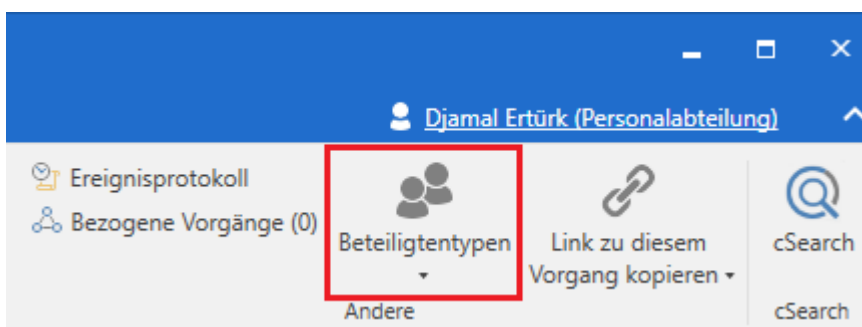 Djamal Ertürk (Personalabteilung)
Ereignisprotokoll
Bezogene Vorgänge (0)
Beteiligtentypen
Link zu diesem
Vorgang kopieren
cSearch
Andere
cSearch